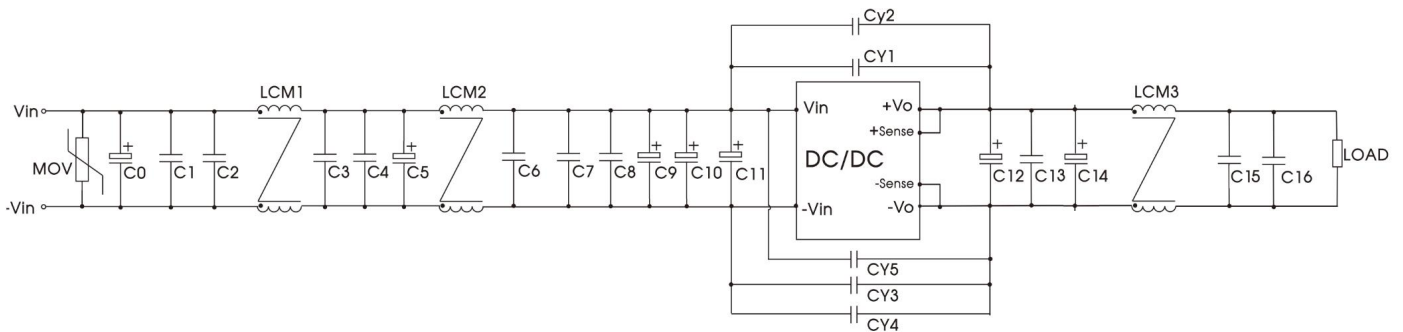 Cy2
CY1
LCM1
LCM2
LCM3
Vin
MOV
+
C0
C1
C2
C3
C4
+
C5
C6
C7
C8
+
C9
+
C10
+
C11
Vin
+Vo
+Sense
DC/DC
-Sense
-Vin
-Vo
+
C12
C13
+
C14
C15
C16
LOAD
-Vin
CY5
CY3
CY4